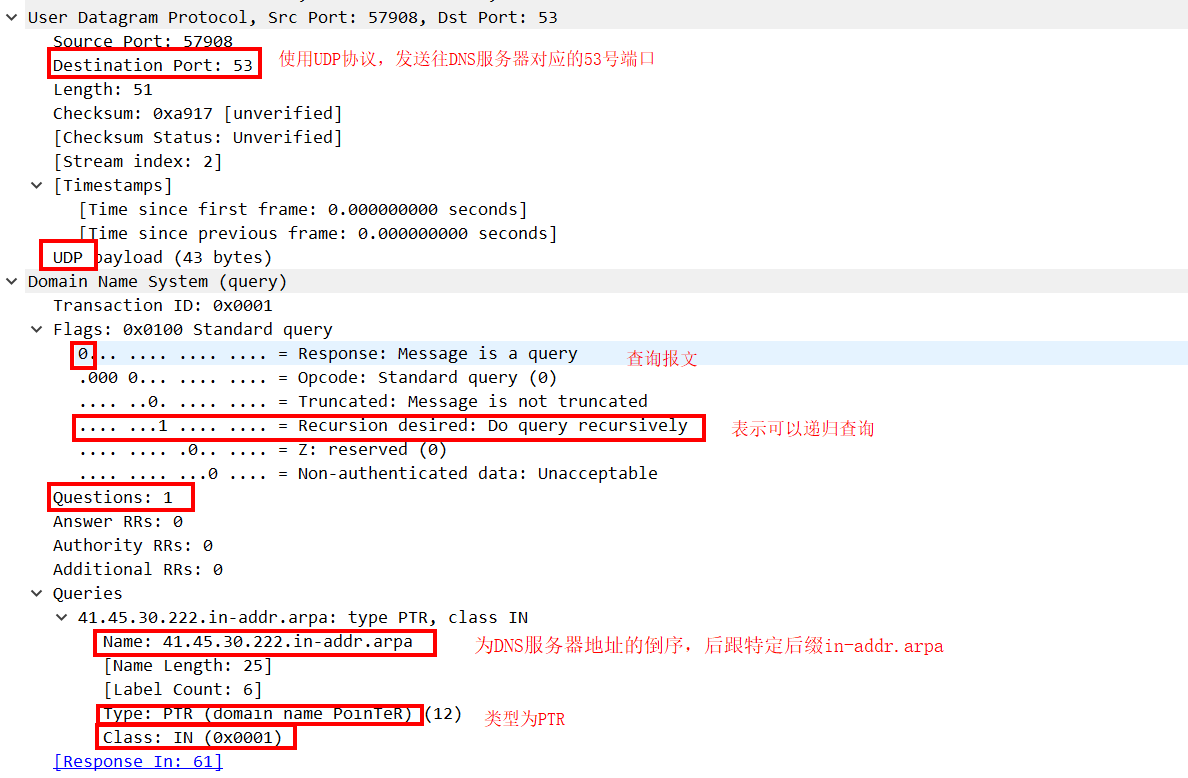 User Datagram Protocol, Src Port: 57908, Dst Port: 53
Source Port: 57908
Destination Port: 53 使用UDP协议，发送往DNS服务器对应的53号端口
Length: 51
Checksum: 0xa917 [unverified]
[Checksum Status: Unverified]
[Stream index: 2]
[Timestamps]
[Time since first frame: 0.000000000 seconds]
[Time since previous frame: 0.000000000 seconds]
UDP payload (43 bytes)
Domain Name System (query)
Transaction ID: 0x0001
Flags: 0x0100 Standard query
0... .... .... .... = Response: Message is a query 查询报文
.000 0... .... .... = Opcode: Standard query (0)
.... ..0. .... .... = Truncated: Message is not truncated
.... ...1 .... .... = Recursion desired: Do query recursively 表示可以递归查询
.... .... .0.. .... = Z: reserved (0)
.... .... ...0 .... = Non-authenticated data: Unacceptable
Questions: 1
Answer RRs: 0
Authority RRs: 0
Additional RRs: 0
Queries
41.45.30.222.in-addr.arpa: type PTR, class IN
Name: 41.45.30.222.in-addr.arpa 为DNS服务器地址的倒序，后跟特定后缀in-addr.arpa
[Name Length: 25]
[Label Count: 6]
Type: PTR (domain name PoinTeR) (12) 类型为PTR
Class: IN (0x0001)
[Response In: 61]